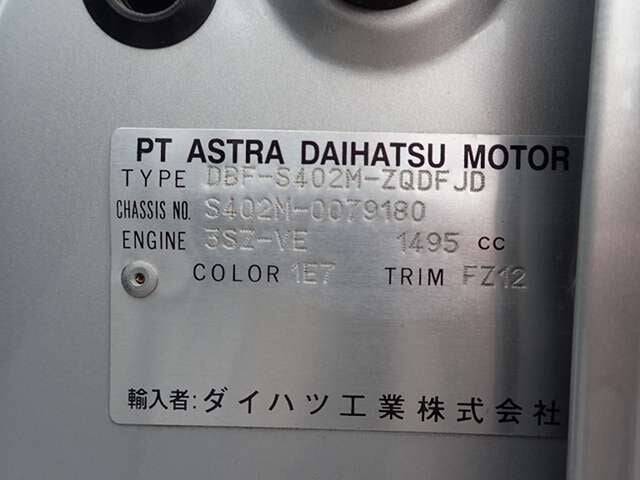 PT ASTRA DAIHATSU MOTOR
TYPE DBF-S402M-ZQDFJD
CHASSIS NO. S402M-0079180
ENGINE 3SZ-VE 1495 CC
COLOR 1E7 TRIM FZ12
輸入者: ダイハツ工業株式会社